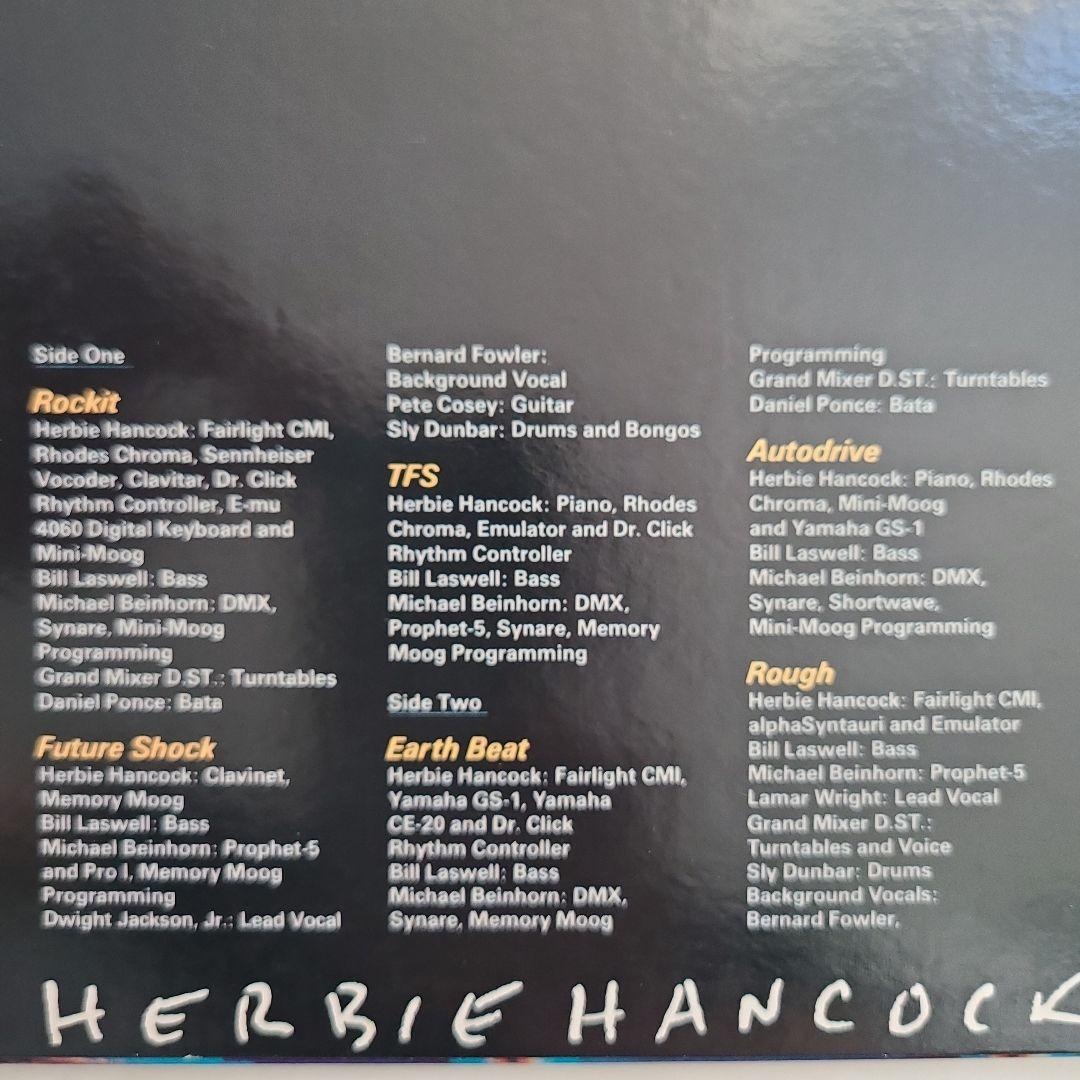 Side One
Rockit
Herbie Hancock: Fairlight CMI,
Rhodes Chroma, Sennheiser
Vocoder, Clavitar, Dr. Click
Rhythm Controller, E-mu
4060 Digital Keyboard and
Mini-Moog
Bill Laswell: Bass
Michael Beinhorn: DMX,
Synare, Mini-Moog
Programming
Grand Mixer D.ST.: Turntables
Daniel Ponce: Bata
Future Shock
Herbie Hancock: Clavinet,
Memory Moog
Bill Laswell: Bass
Michael Beinhorn: Prophet-5
and Pro I, Memory Moog
Programming
Dwight Jackson, Jr.: Lead Vocal
Bernard Fowler:
Background Vocal
Pete Cosey: Guitar
Sly Dunbar: Drums and Bongos
TFS
Herbie Hancock: Piano, Rhodes
Chroma, Emulator and Dr. Click
Rhythm Controller
Bill Laswell: Bass
Michael Beinhorn: DMX,
Prophet-5, Synare, Memory
Moog Programming
Side Two
Earth Beat
Herbie Hancock: Fairlight CMI,
Yamaha GS-1, Yamaha
CE-20 and Dr. Click
Rhythm Controller
Bill Laswell: Bass
Michael Beinhorn: DMX,
Synare, Memory Moog
Programming
Grand Mixer D.ST.: Turntables
Daniel Ponce: Bata
Autodrive
Herbie Hancock: Piano, Rhodes
Chroma, Mini-Moog
and Yamaha GS-1
Bill Laswell: Bass
Michael Beinhorn: DMX,
Synare, Shortwave,
Mini-Moog Programming
Rough
Herbie Hancock: Fairlight CMI,
alphaSyntauri and Emulator
Bill Laswell: Bass
Michael Beinhorn: Prophet-5
Lamar Wright: Lead Vocal
Grand Mixer D.ST.:
Turntables and Voice
Sly Dunbar: Drums
Background Vocals:
Bernard Fowler,
HERBIE HANCOCK